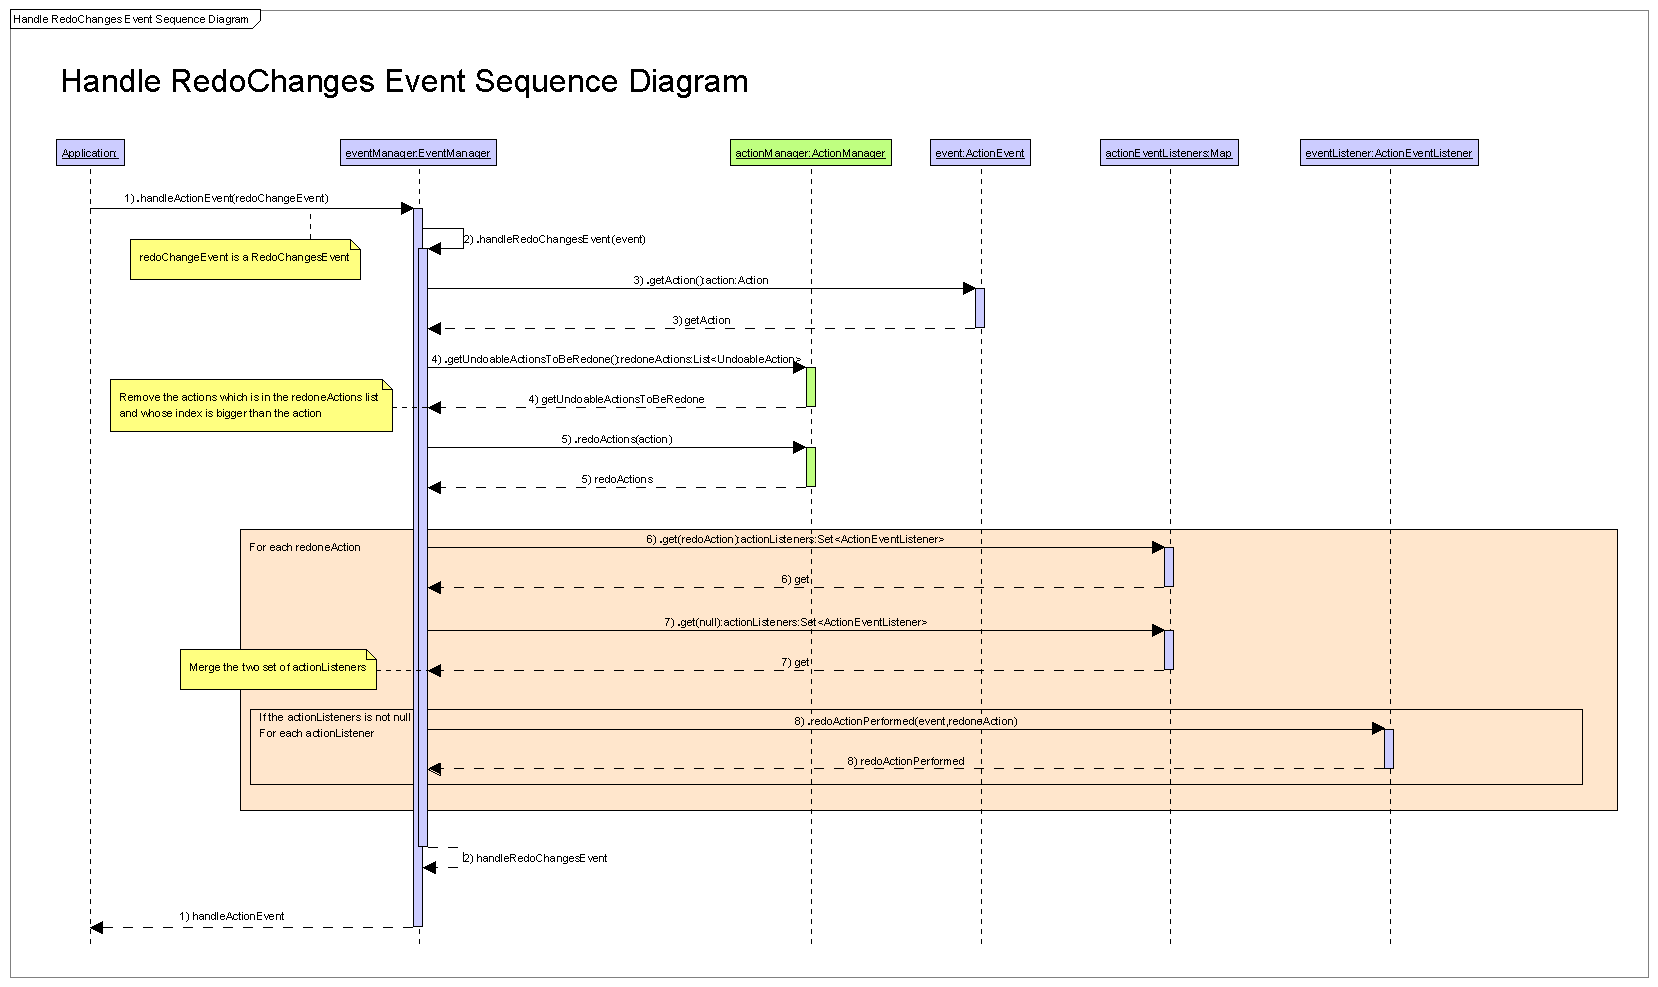 Handle RedoChanges Event Sequence Diagram
Handle RedoChanges Event Sequence Diagram
Application:
eventManager:EventManager
actionManager:ActionManager
event:ActionEvent
actionEventListeners:Map
eventListener:ActionEventListener
1) .handleActionEvent(redoChangeEvent)
2) .handleRedoChangesEvent(event)
redoChangeEvent is a RedoChangesEvent
3) .getAction():action:Action
3) getAction
4) .getUndoableActionsToBeRedone():redoneActions:List<UndoableAction>
Remove the actions which is in the redoneActions list
and whose index is bigger than the action
4) getUndoableActionsToBeRedone
5) .redoActions(action)
5) redoActions
For each redoneAction
6) .get(redoAction):actionListeners:Set<ActionEventListener>
6) get
7) .get(null):actionListeners:Set<ActionEventListener>
7) get
Merge the two set of actionListeners
If the actionListeners is not null
For each actionListener
8) .redoActionPerformed(event,redoneAction)
8) redoActionPerformed
2) handleRedoChangesEvent
1) handleActionEvent